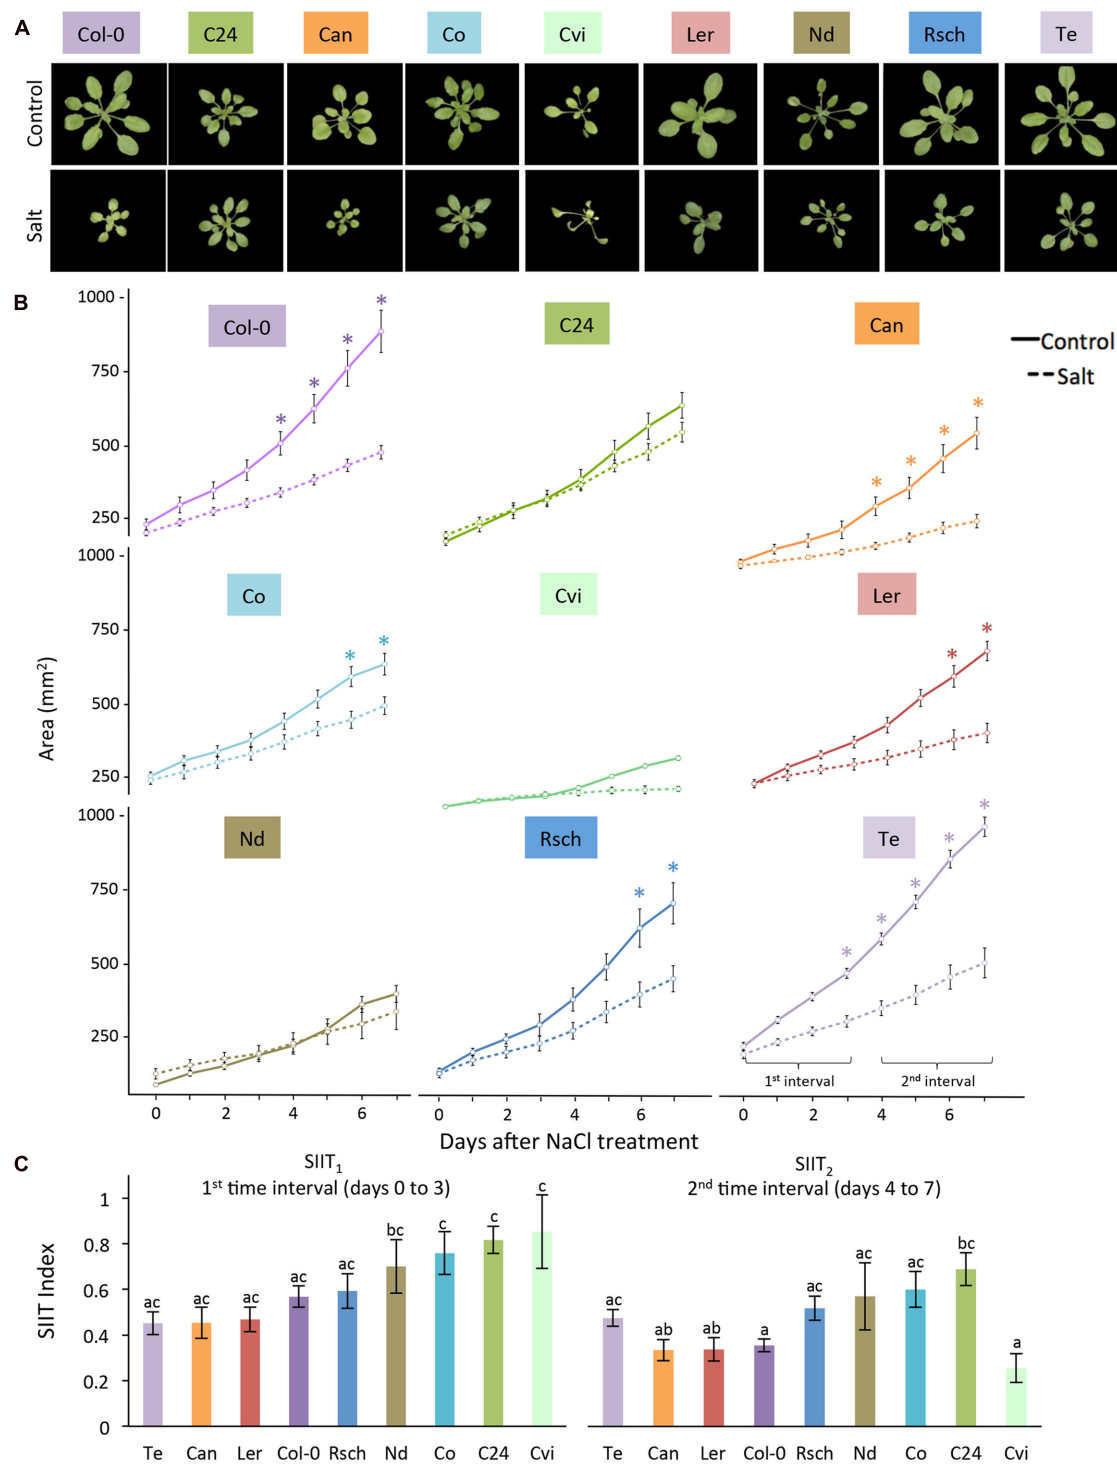 A
Col-0 C24 Can Co Cvi Ler Nd Rsch Te
Control
Salt
B
1000
750
500
250
Col-0
* * * *
C24
Can
* * * *
Control
Salt
1000
750
500
250
Co
* *
Cvi
Ler
* *
Area (mm²)
1000
750
500
250
Nd
Rsch
* *
Te
* * * * *
1st interval 2nd interval
0 2 4 6 0 2 4 6 0 2 4 6
Days after NaCl treatment
C
SIIT₁
1st time interval (days 0 to 3)
SIIT₂
2nd time interval (days 4 to 7)
SIIT Index
1
0.8
0.6
0.4
0.2
0
ac ac ac ac ac bc c c c
ac ab ab a ac ac ac bc a
Te Can Ler Col-0 Rsch Nd Co C24 Cvi
Te Can Ler Col-0 Rsch Nd Co C24 Cvi